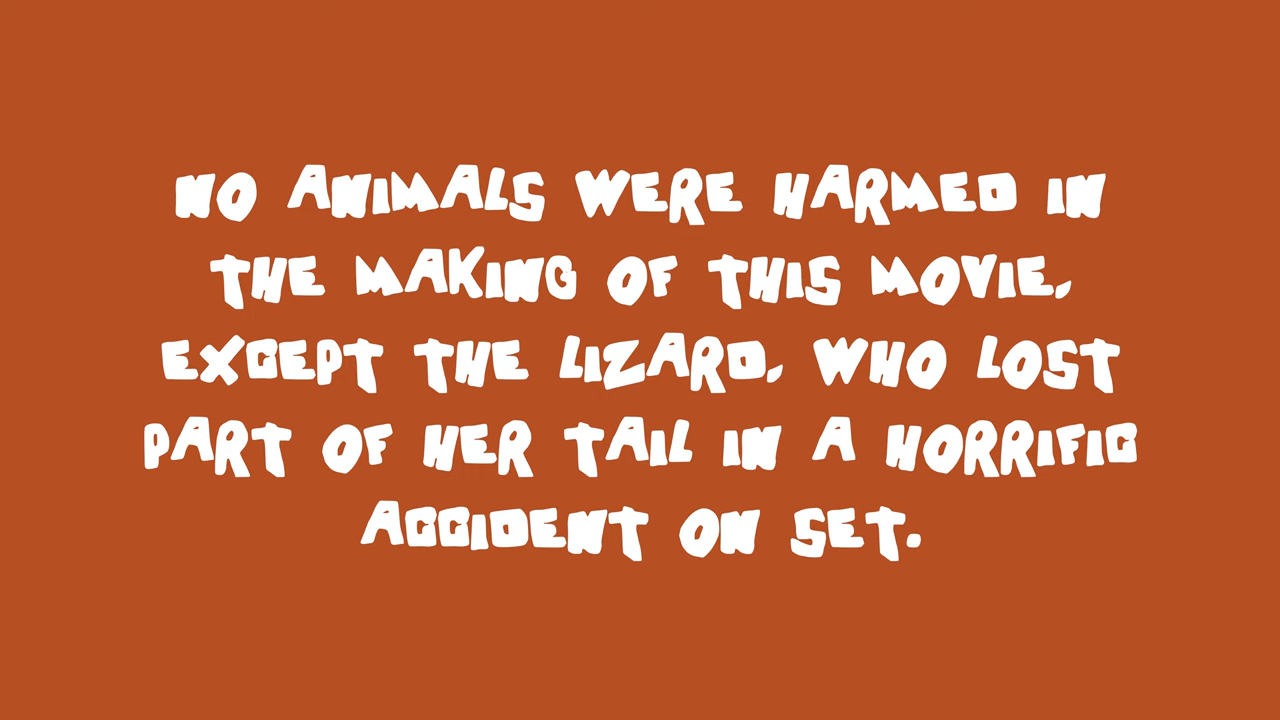 NO ANIMALS WERE HARMED IN
THE MAKING OF THIS MOVIE,
EXCEPT THE LIZARD, WHO LOST
PART OF HER TAIL IN A HORRIFIC
ACCIDENT ON SET.